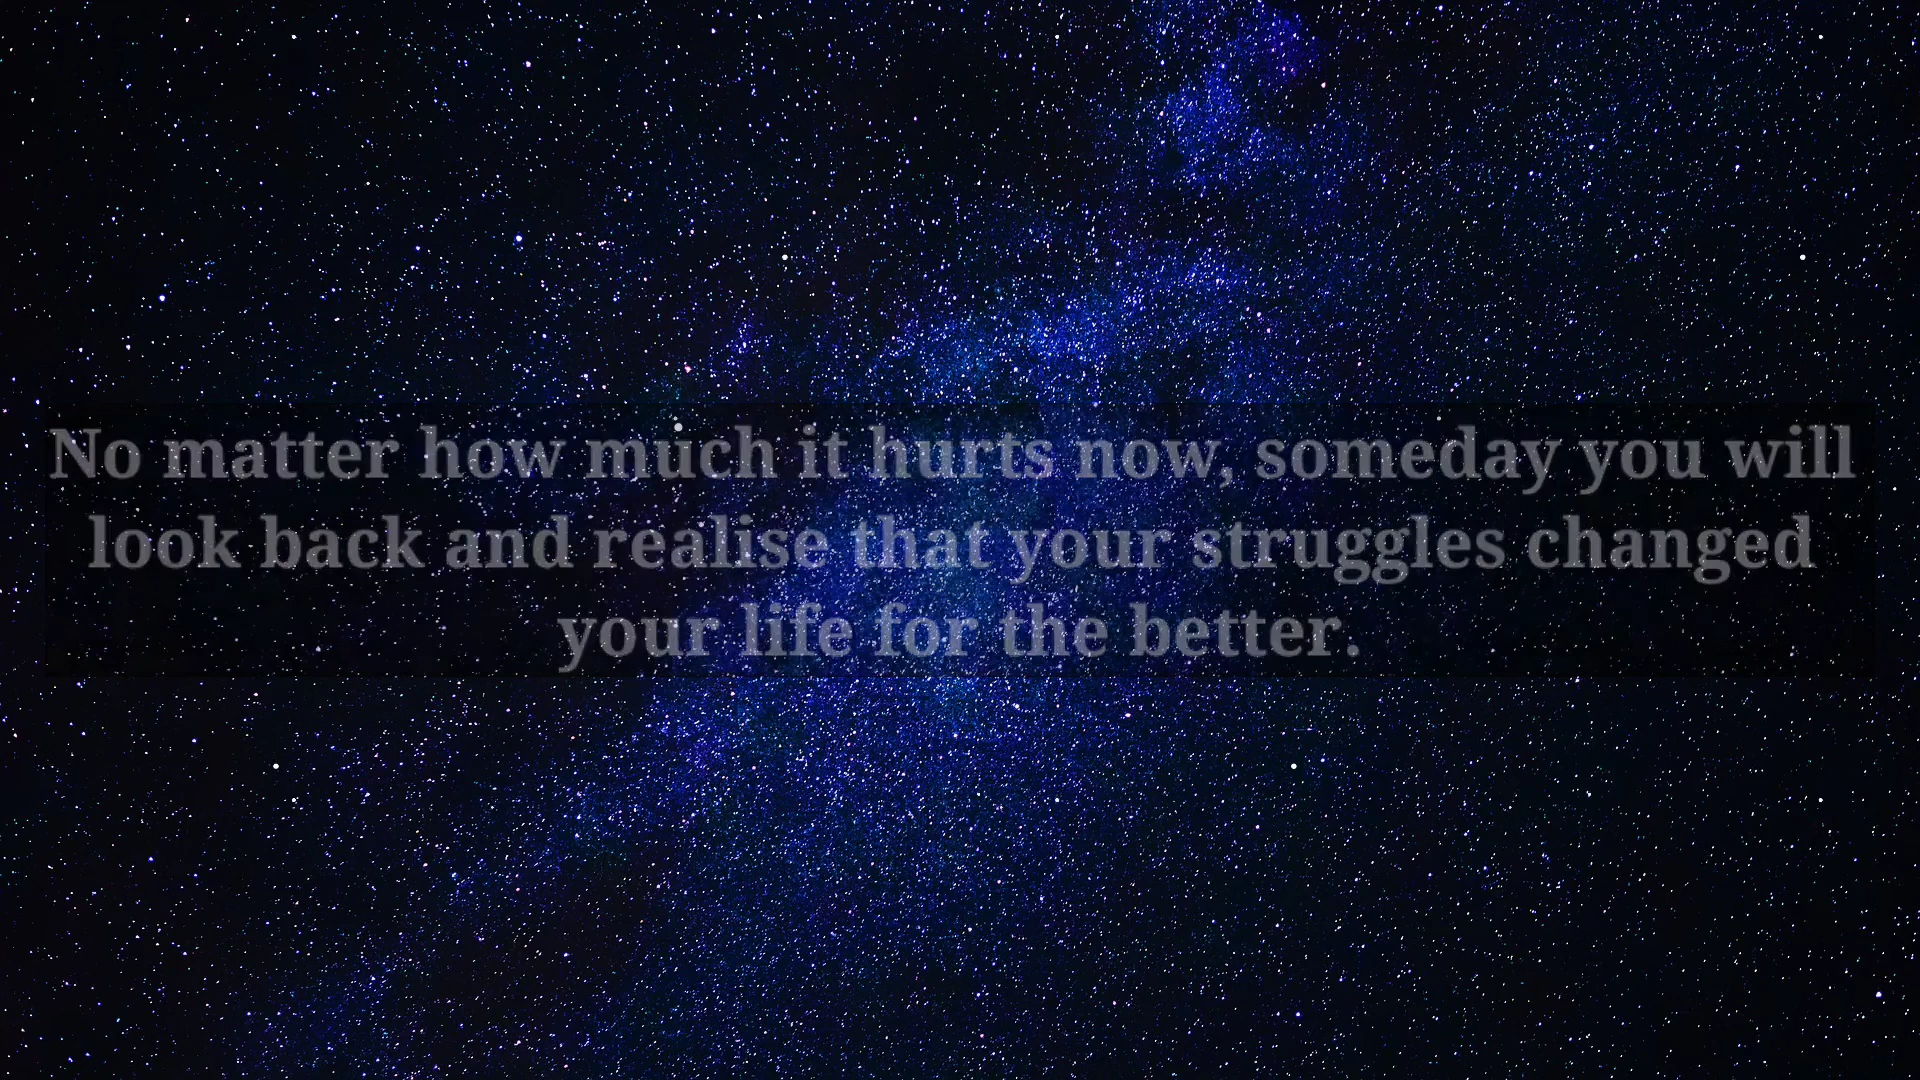 No matter how much it hurts now, someday you will
look back and realise that your struggles changed
your life for the better.